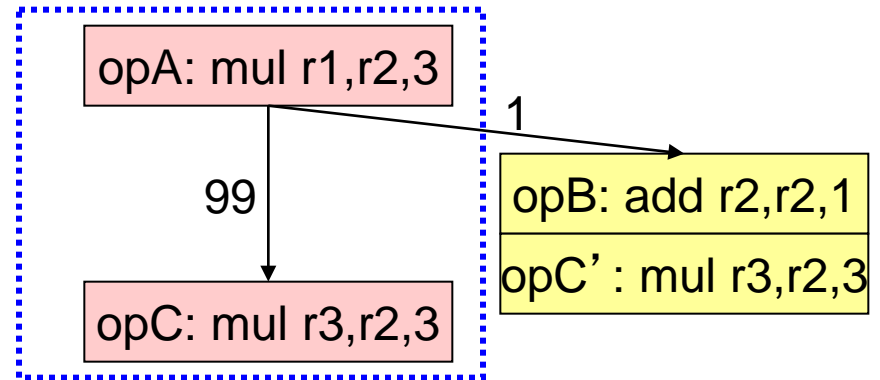 opA: mul r1,r2,3
1
99
opB: add r2,r2,1
opC’: mul r3,r2,3
opC: mul r3,r2,3